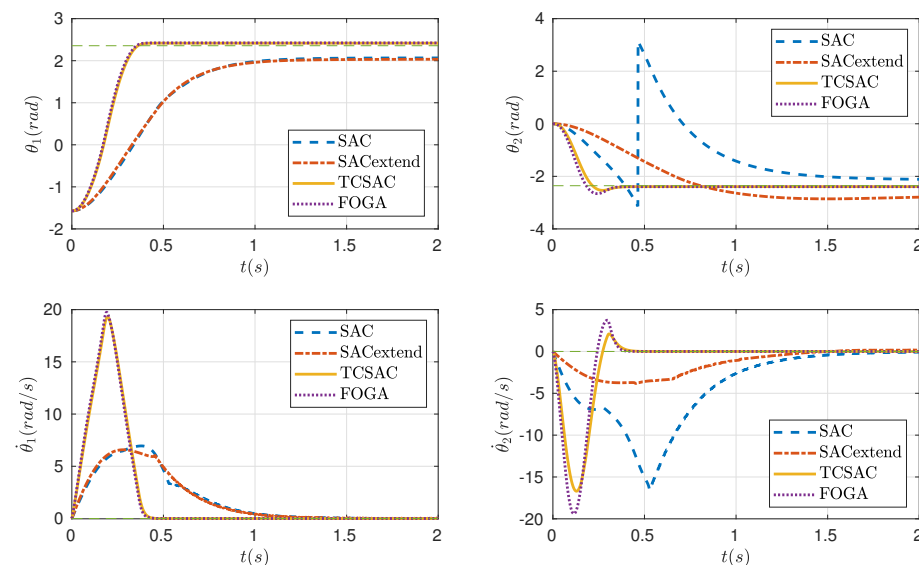 3
2
1
0
-1
-2
θ₁(rad)
SAC
SACextend
TCSAC
FOGA
0 0.5 1 1.5 2
t(s)
4
2
0
-2
-4
θ₂(rad)
SAC
SACextend
TCSAC
FOGA
0 0.5 1 1.5 2
t(s)
20
15
10
5
0
θ̇₁(rad/s)
SAC
SACextend
TCSAC
FOGA
0 0.5 1 1.5 2
t(s)
5
0
-5
-10
-15
-20
θ̇₂(rad/s)
SAC
SACextend
TCSAC
FOGA
0 0.5 1 1.5 2
t(s)